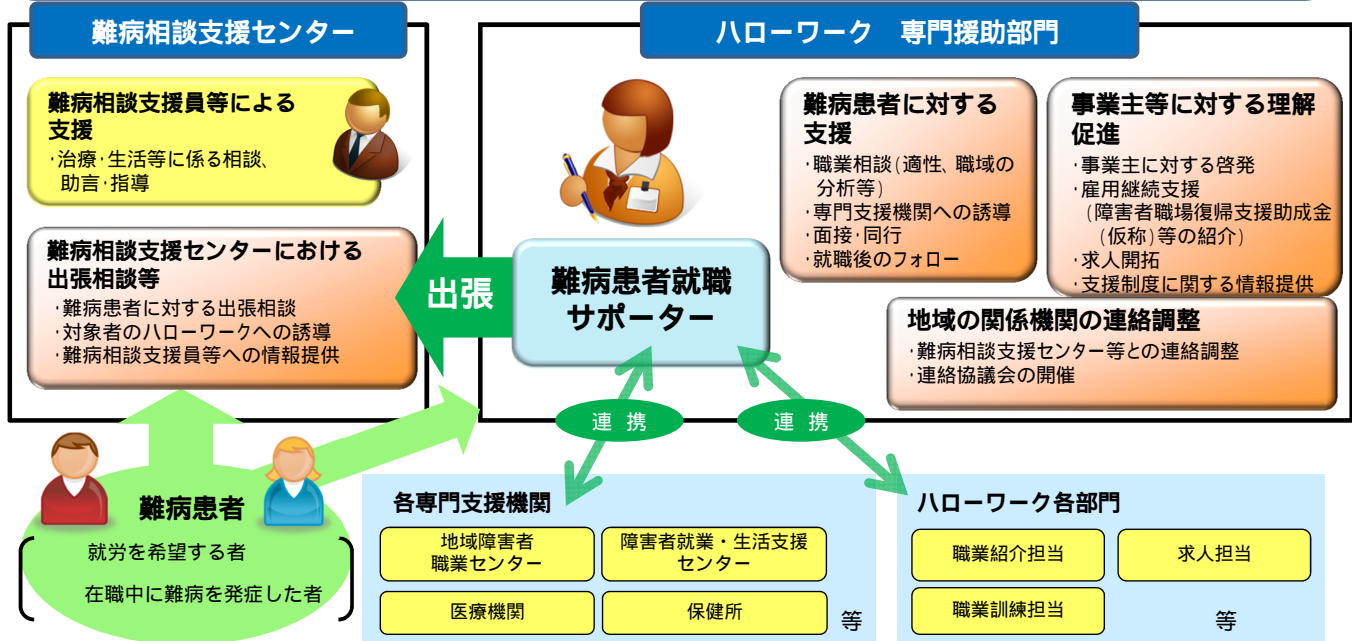 難病相談支援センター
難病相談支援員等による
支援
・治療・生活等に係る相談、
助言・指導
難病相談支援センターにおける
出張相談等
・難病患者に対する出張相談
・対象者のハローワークへの誘導
・難病相談支援員等への情報提供
出張
ハローワーク　専門援助部門
難病患者就職
サポーター
難病患者に対する
支援
・職業相談(適性、職域の
分析等)
・専門支援機関への誘導
・面接・同行
・就職後のフォロー
事業主等に対する理解
促進
・事業主に対する啓発
・雇用継続支援
(障害者職場復帰支援助成金
(仮称)等の紹介)
・求人開拓
・支援制度に関する情報提供
地域の関係機関の連絡調整
・難病相談支援センター等との連絡調整
・連絡協議会の開催
連 携
連 携
難病患者
就労を希望する者
在職中に難病を発症した者
各専門支援機関
地域障害者
職業センター
障害者就業・生活支援
センター
医療機関
保健所
等
ハローワーク各部門
職業紹介担当
求人担当
職業訓練担当
等